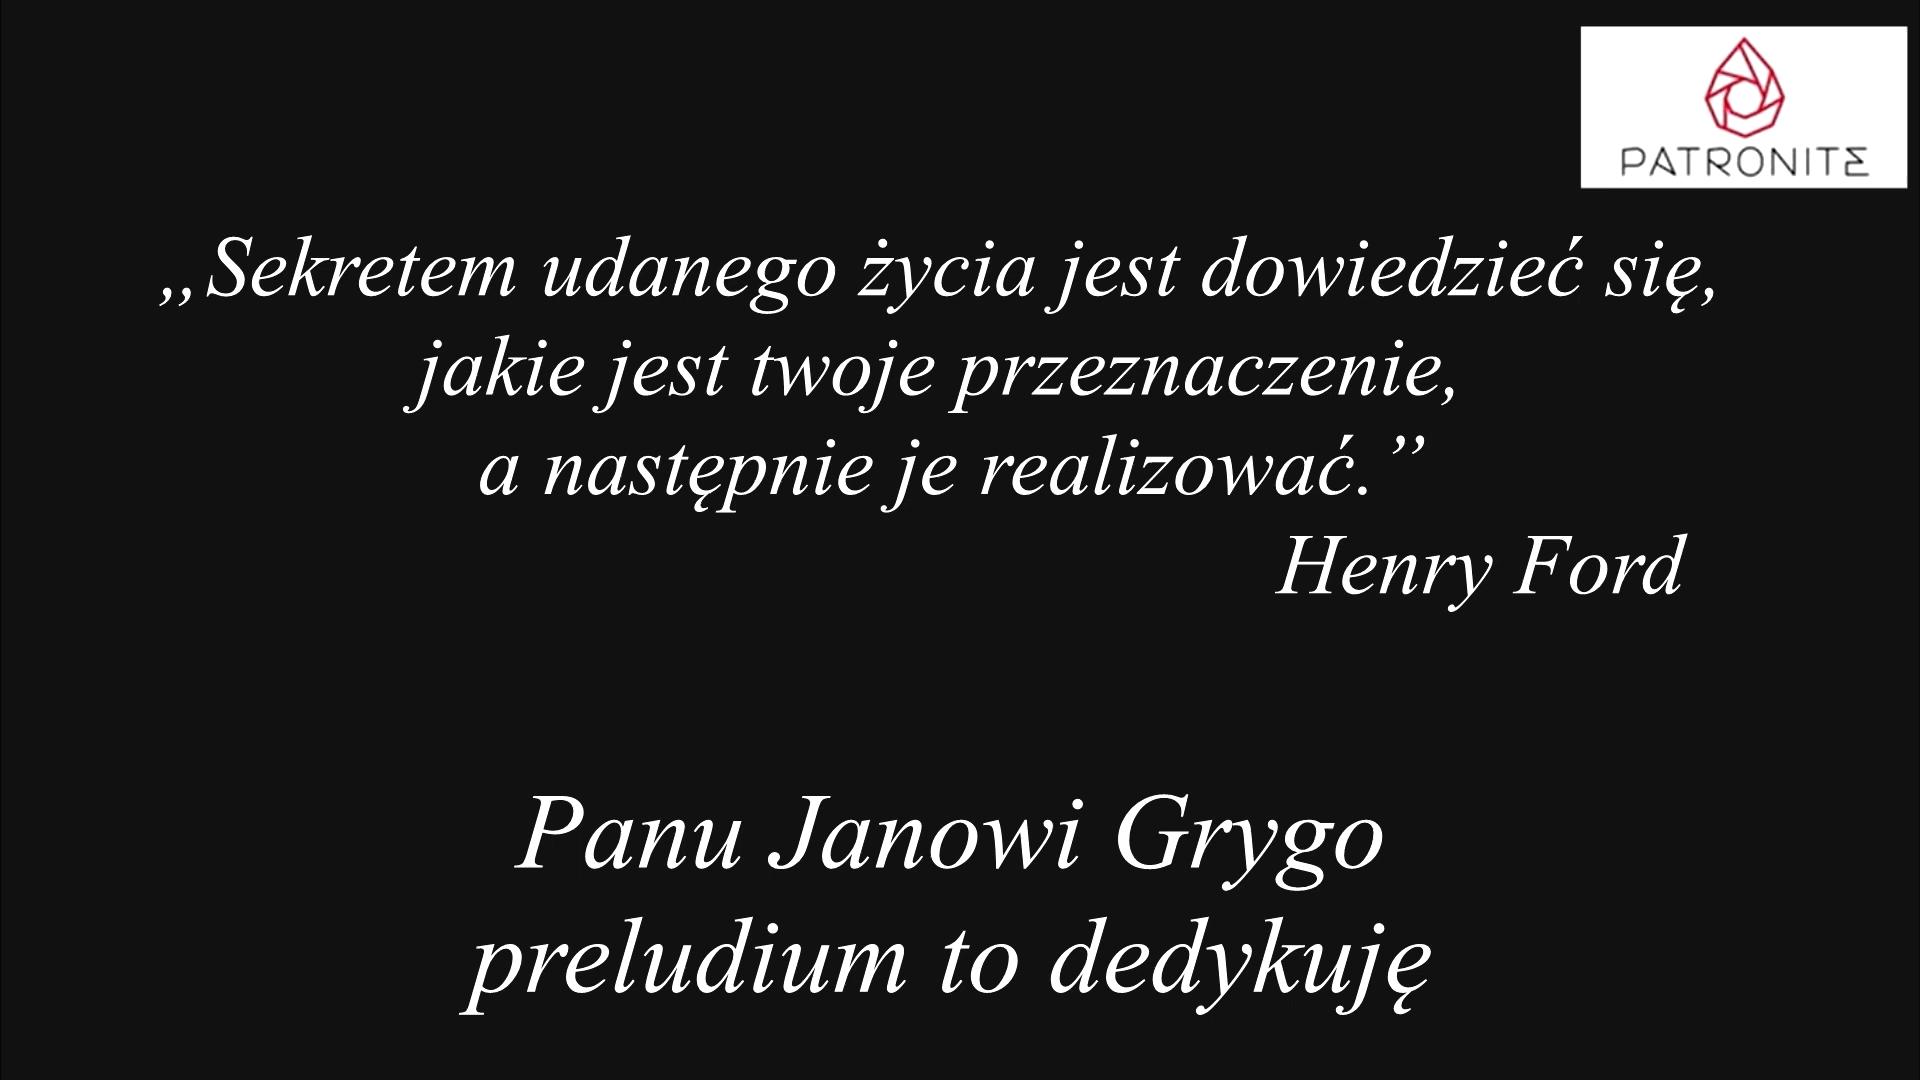 PATRONITE
„Sekretem udanego życia jest dowiedzieć się,
jakie jest twoje przeznaczenie,
a następnie je realizować.”
Henry Ford
Panu Janowi Grygo
preludium to dedykuję